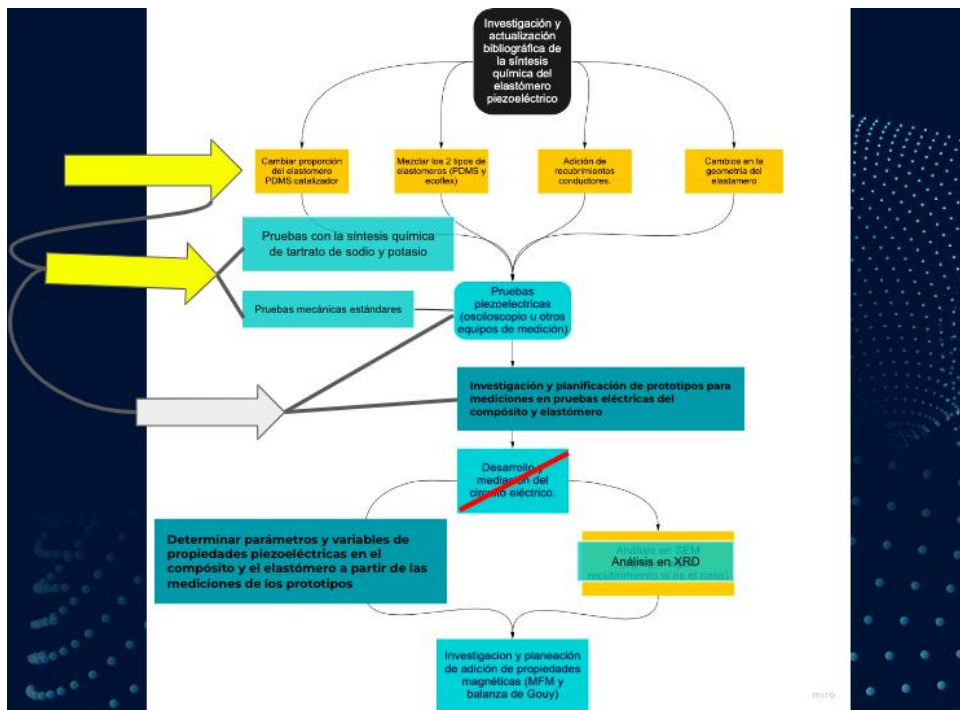 Investigación y
actualización
bibliográfica de
la síntesis
química del
elastómero
piezoeléctrico
Cambiar proporción
del elastomero
PDMS catalizador
Mezclar los 2 tipos de
elastomeros (PDMS y
ecoflex)
Adición de
recubrimientos
conductores.
Cambios en la
geometría del
elastamero
Pruebas con la síntesis química
de tartrato de sodio y potasio
Pruebas mecánicas estándares
Pruebas
piezoelectricas
(osciloscopio u otros
equipos de medición)
Investigación y planificación de prototipos para
mediciones en pruebas eléctricas del
compósito y elastómero
Desarrollo y
mediación del
circuito eléctrico.
Determinar parámetros y variables de
propiedades piezoeléctricas en el
compósito y el elastómero a partir de las
mediciones de los prototipos
Análisis en SEM
Análisis en XRD
recubrimiento si es el caso)
Investigacion y planeación
de adición de propiedades
magnéticas (MFM y
balanza de Gouy)
miro